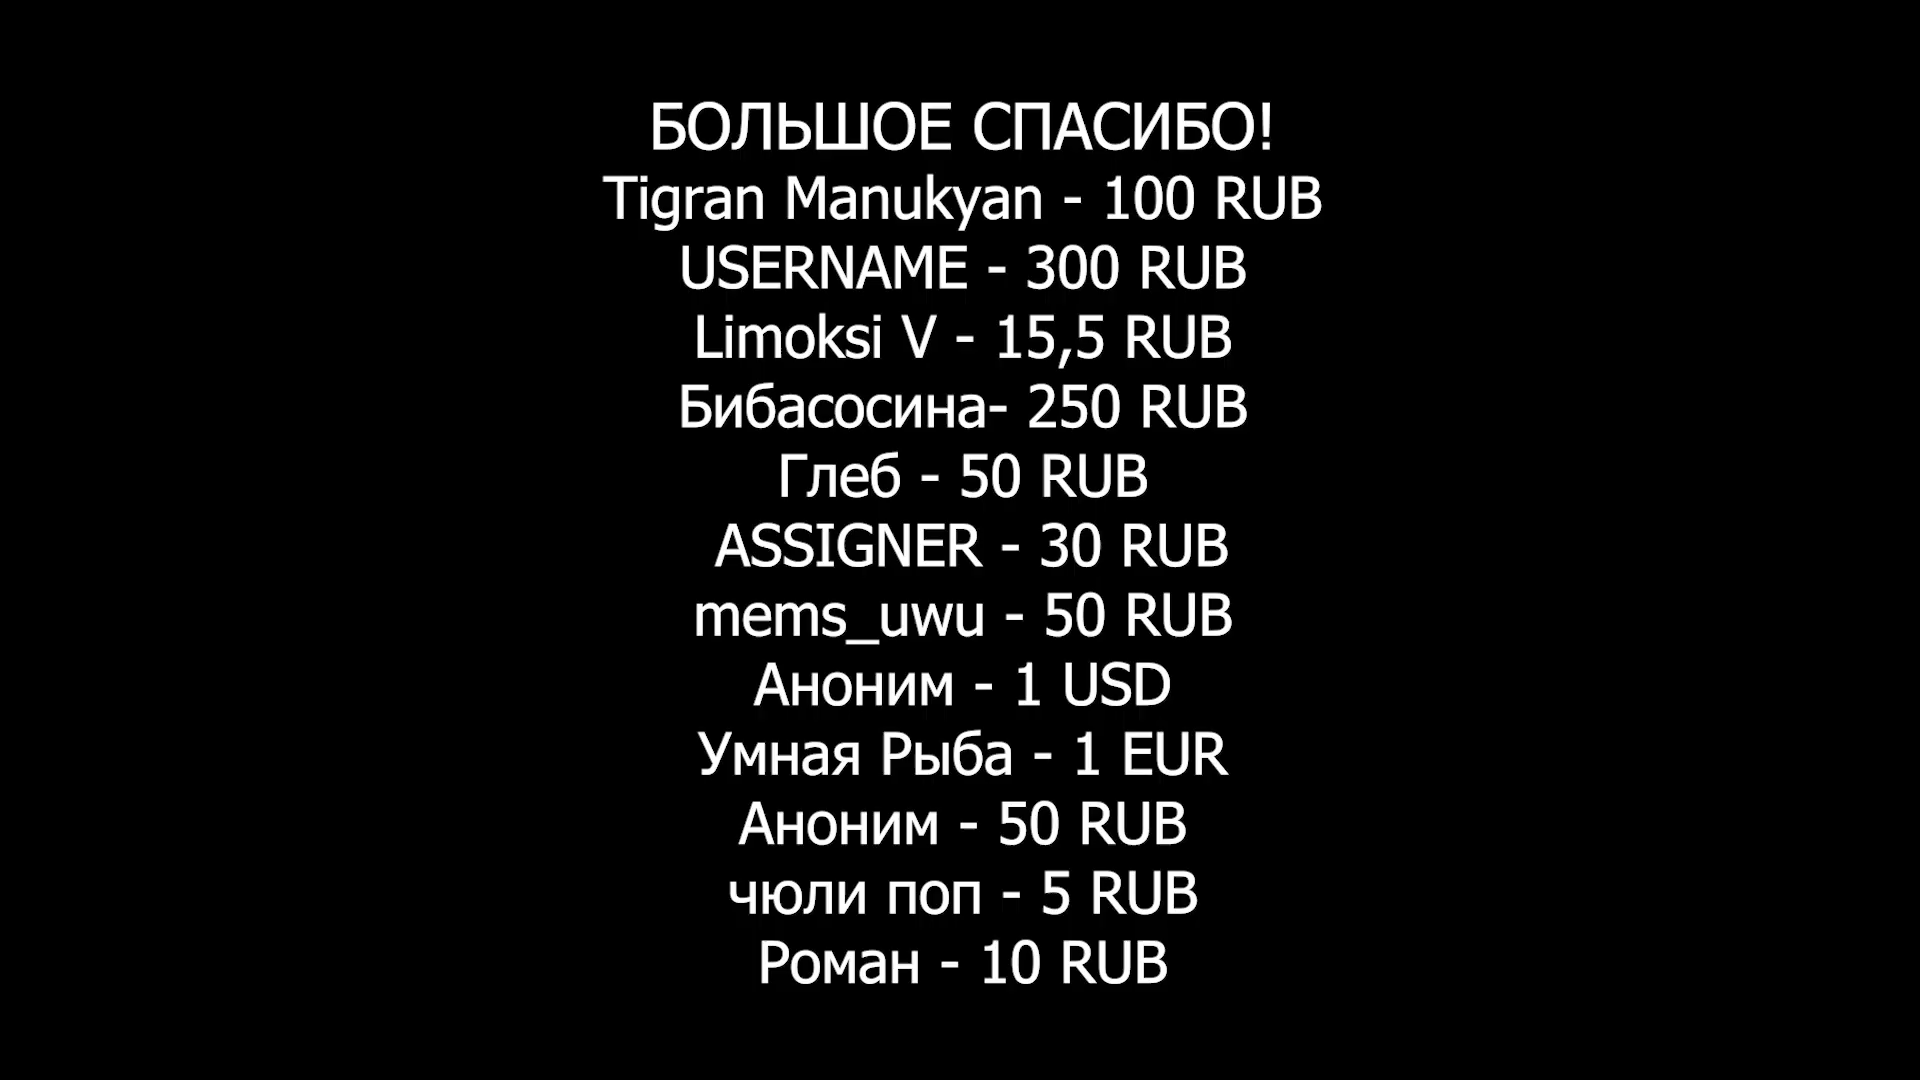 БОЛЬШОЕ СПАСИБО!
Tigran Manukyan - 100 RUB
USERNAME - 300 RUB
Limoksi V - 15,5 RUB
Бибасосина- 250 RUB
Глеб - 50 RUB
ASSIGNER - 30 RUB
mems_uwu - 50 RUB
Аноним - 1 USD
Умная Рыба - 1 EUR
Аноним - 50 RUB
чюли поп - 5 RUB
Роман - 10 RUB